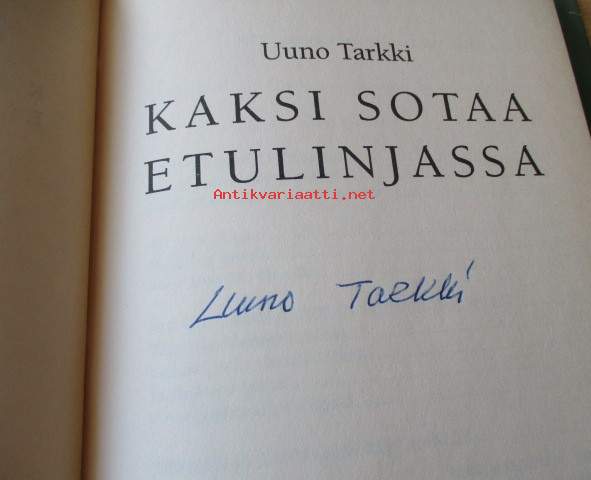 Uuno Tarkki
KAKSI SOTAA
ETULINJASSA
Antikvariaatti.net
Uuno Tarkki